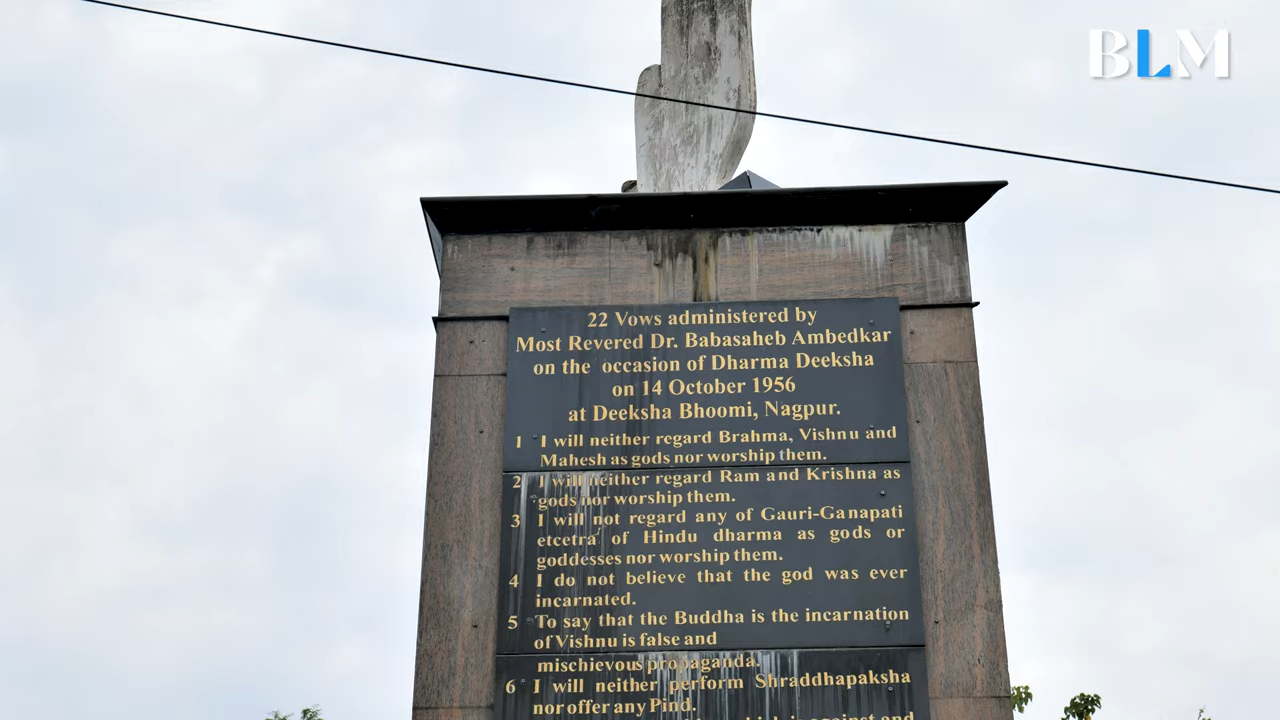 BLM
22 Vows administered by
Most Revered Dr. Babasaheb Ambedkar
on the occasion of Dharma Deeksha
on 14 October 1956
at Deeksha Bhoomi, Nagpur.
1 I will neither regard Brahma, Vishnu and
Mahesh as gods nor worship them.
2 I will neither regard Ram and Krishna as
gods nor worship them.
3 I will not regard any of Gauri-Ganapati
etcetra of Hindu dharma as gods or
goddesses nor worship them.
4 I do not believe that the god was ever
incarnated.
5 To say that the Buddha is the incarnation
of Vishnu is false and
mischievous propaganda.
6 I will neither perform Shraddhapaksha
nor offer any Pind.
which is against and